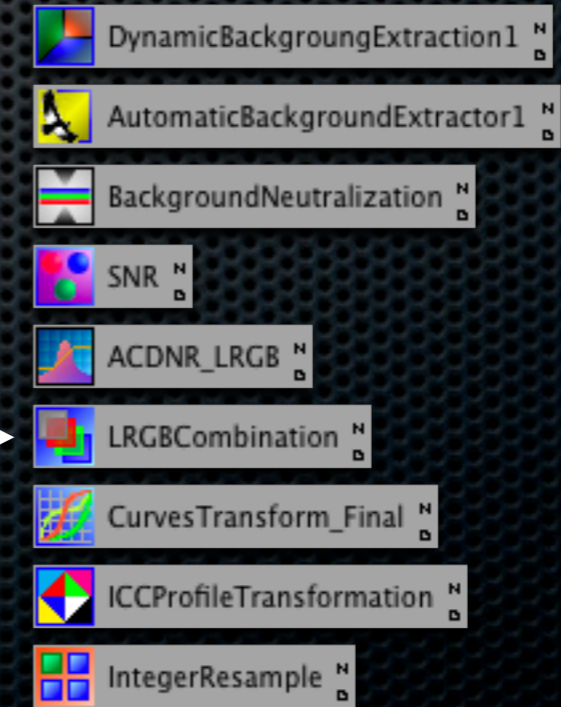 DynamicBackgroungExtraction1 N D
AutomaticBackgroundExtractor1 N D
BackgroundNeutralization N D
SNR N D
ACDNR_LRGB N D
LRGBCombination N D
CurvesTransform_Final N D
ICCProfileTransformation N D
IntegerResample N D